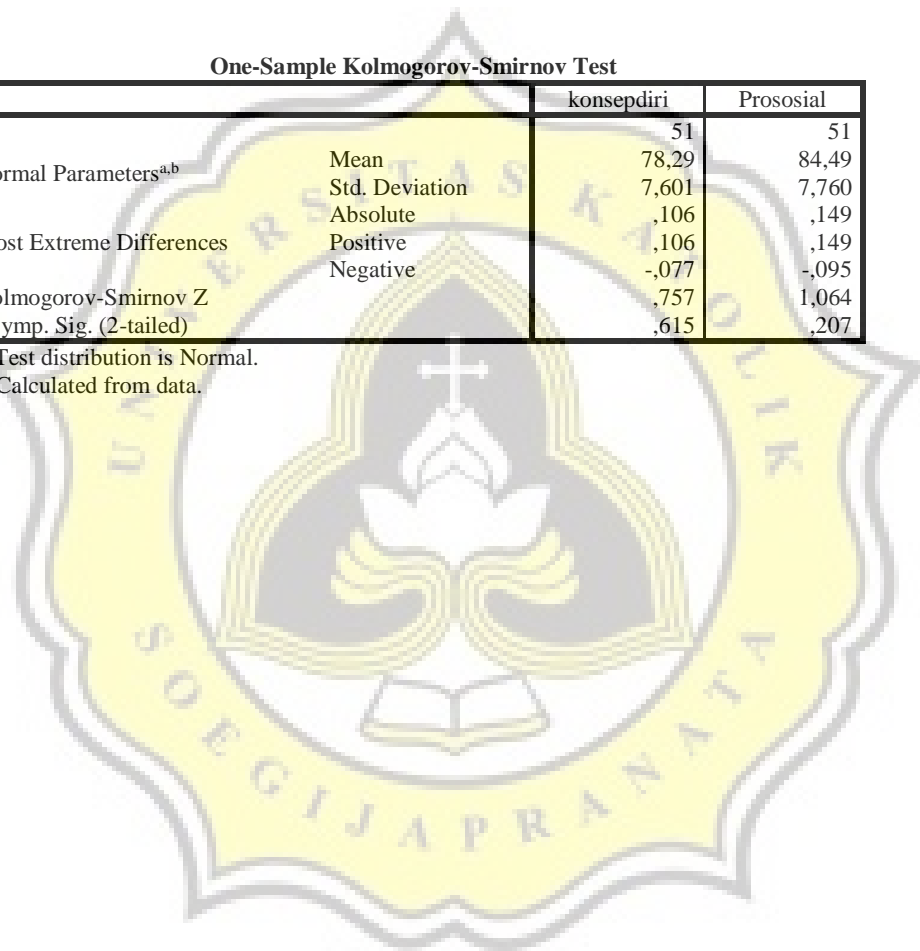 One-Sample Kolmogorov-Smirnov Test
konsepdiri Prososial
51 51
ormal Parametersa,b Mean 78,29 84,49
Std. Deviation 7,601 7,760
ost Extreme Differences Absolute ,106 ,149
Positive ,106 ,149
Negative -,077 -,095
olmogorov-Smirnov Z ,757 1,064
ymp. Sig. (2-tailed) ,615 ,207
Test distribution is Normal.
Calculated from data.
UNIVERSITAS KATOLIK
SOEGIJAPRANATA